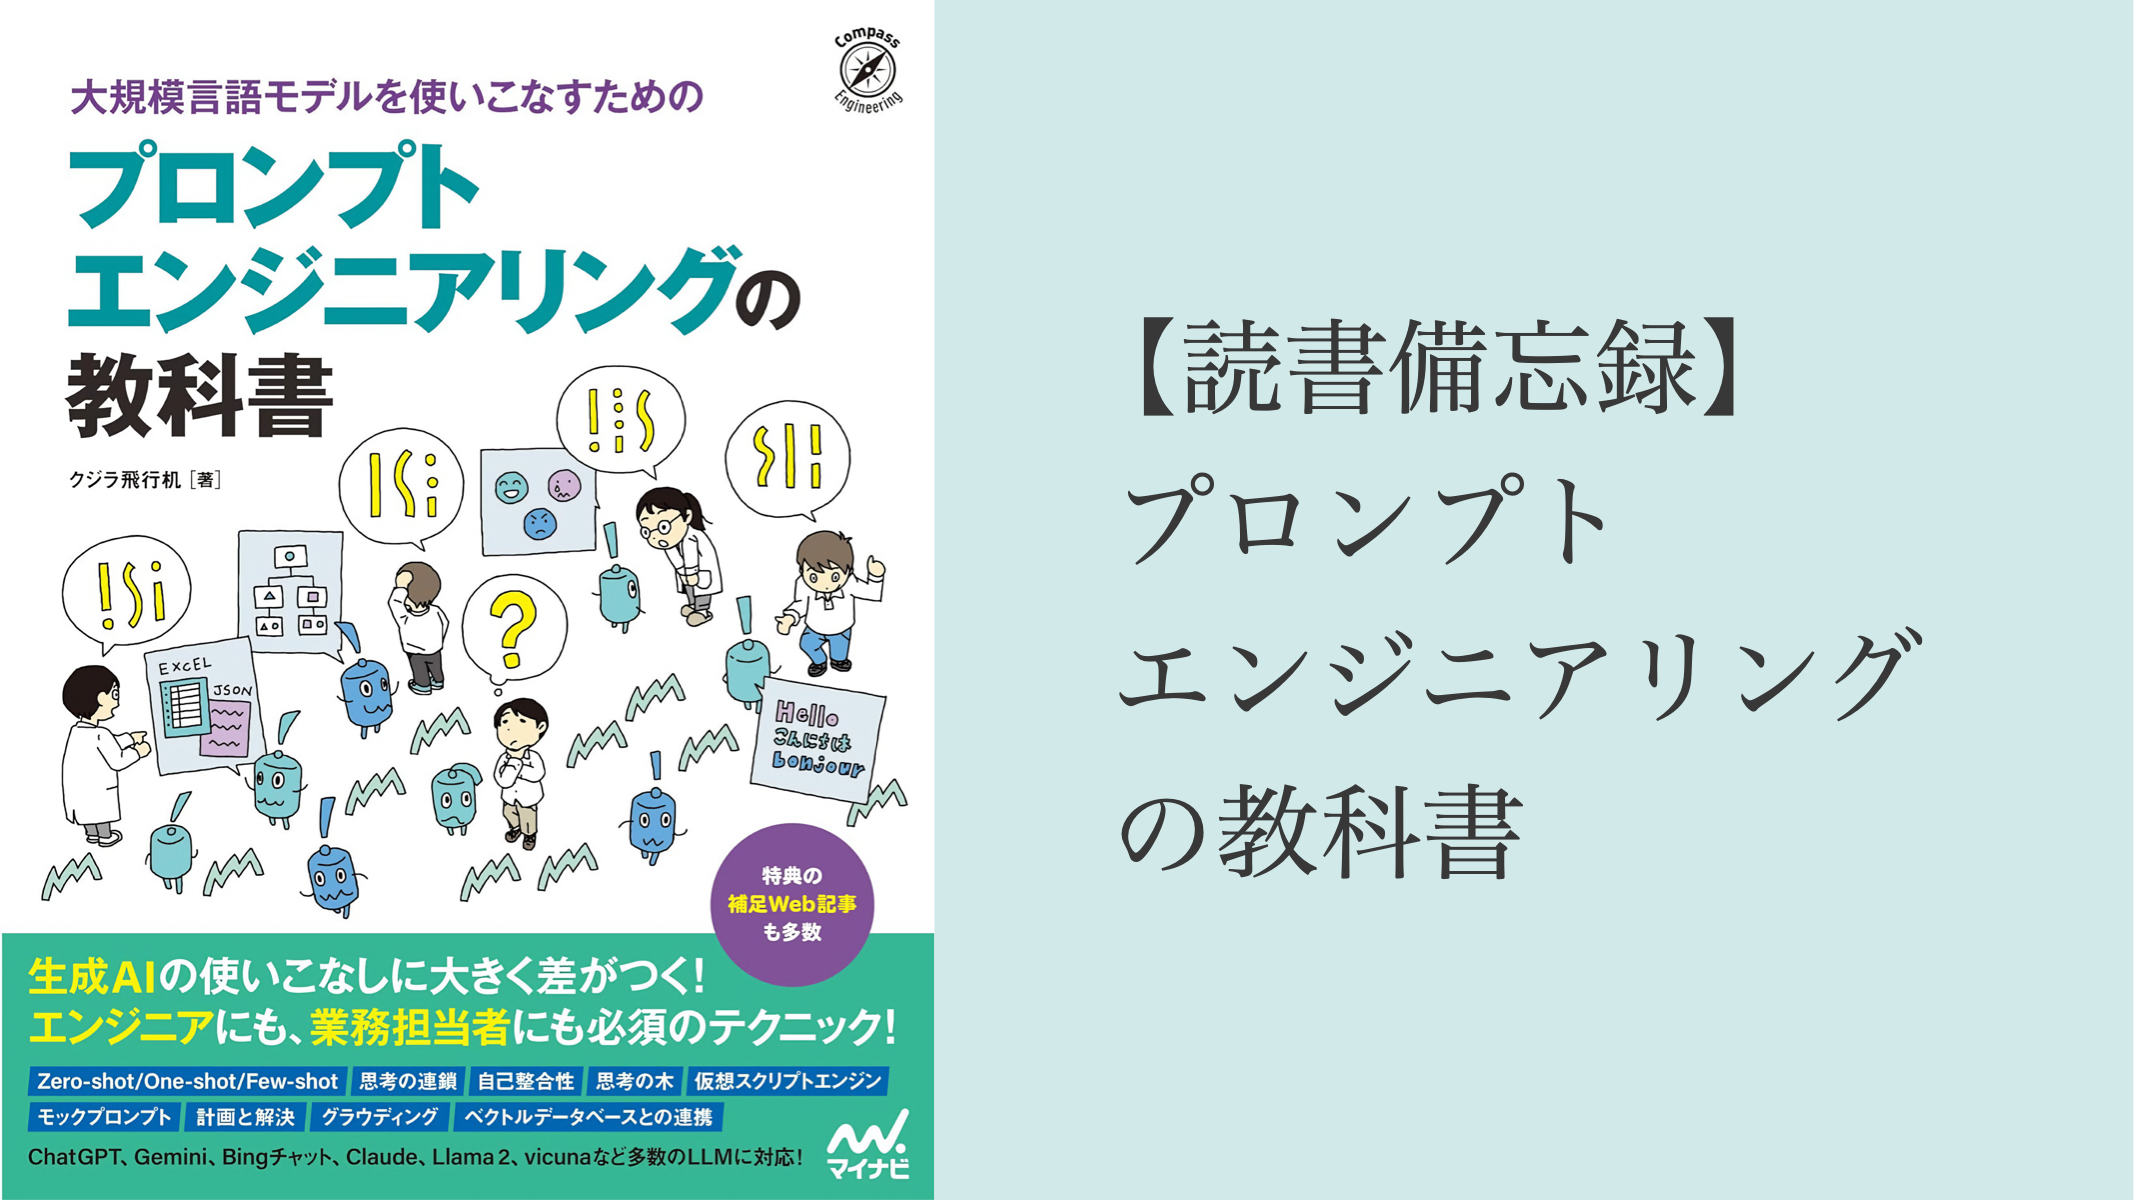 Compass
Engineering
大規模言語モデルを使いこなすための
プロンプト
エンジニアリングの
教科書
クジラ飛行机［著］
EXCEL
JSON
?
Hello
こんにちは
bonjour
特典の
補足Web記事
も多数
生成AIの使いこなしに大きく差がつく!
エンジニアにも、業務担当者にも必須のテクニック!
Zero-shot/One-shot/Few-shot 思考の連鎖 自己整合性 思考の木 仮想スクリプトエンジン
モックプロンプト 計画と解決 グラウディング ベクトルデータベースとの連携
ChatGPT、Gemini、Bingチャット、Claude、Llama 2、vicunaなど多数のLLMに対応!
マイナビ
【読書備忘録】
プロンプト
エンジニアリング
の教科書